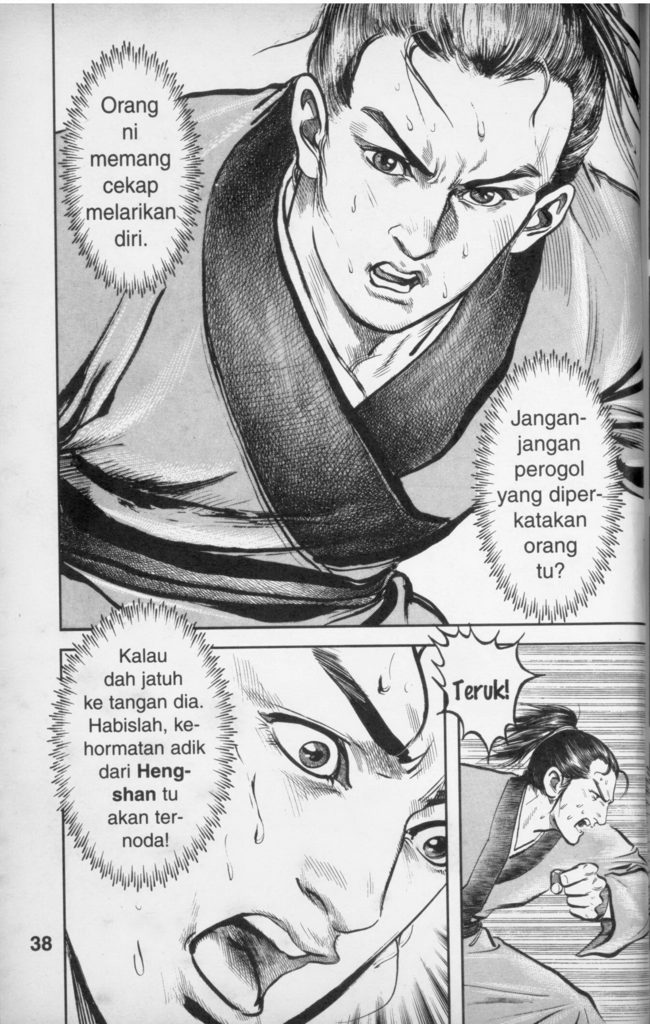 Orang
ni
memang
cekap
melarikan
diri.
Jangan-
jangan
perogol
yang diper-
katakan
orang
tu?
Kalau
dah jatuh
ke tangan dia.
Habislah, ke-
hormatan adik
dari Heng-
shan tu
akan ter-
noda!
Teruk!
38